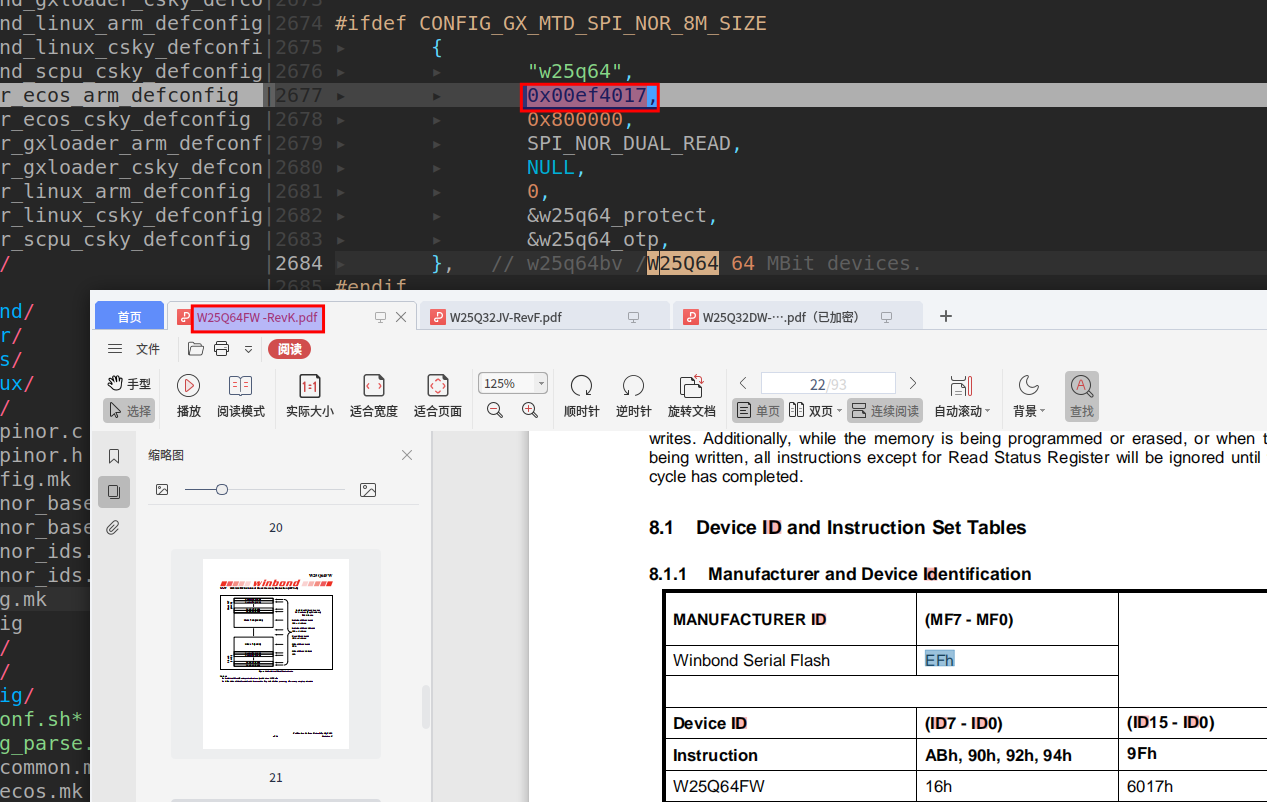 nd_gxloader_csky_defco
2673
nd_linux_arm_defconfig
2674 #ifdef CONFIG_GX_MTD_SPI_NOR_8M_SIZE
nd_linux_csky_defconfi
2675 {
nd_scpu_csky_defconfig
2676 "w25q64",
r_ecos_arm_defconfig
2677 0x00ef4017,
r_ecos_csky_defconfig
2678 0x800000,
r_gxloader_arm_defconf
2679 SPI_NOR_DUAL_READ,
r_gxloader_csky_defcon
2680 NULL,
r_linux_arm_defconfig
2681 0,
r_linux_csky_defconfig
2682 &w25q64_protect,
r_scpu_csky_defconfig
2683 &w25q64_otp,
/
2684 }, // w25q64bv /W25Q64 64 MBit devices.
2685 #endif
nd/
r/
s/
ux/
/
pinor.c
pinor.h
fig.mk
nor_base
nor_base
nor_ids.
nor_ids.
g.mk
ig
/
/
ig/
onf.sh*
g_parse.
common.m
ecos.mk
首页
W25Q64FW -RevK.pdf
W25Q32JV-RevF.pdf
W25Q32DW-···.pdf（已加密）
+
文件
阅读
手型
选择
播放
阅读模式
1:1
实际大小
适合宽度
适合页面
125%
顺时针
逆时针
旋转文档
22/93
单页
双页
连续阅读
自动滚动
背景
查找
缩略图
20
winbond
21
writes. Additionally, while the memory is being programmed or erased, or when t
being written, all instructions except for Read Status Register will be ignored until
cycle has completed.
8.1 Device ID and Instruction Set Tables
8.1.1 Manufacturer and Device Identification
MANUFACTURER ID (MF7 - MF0)
Winbond Serial Flash EFh
Device ID (ID7 - ID0) (ID15 - ID0)
Instruction ABh, 90h, 92h, 94h 9Fh
W25Q64FW 16h 6017h